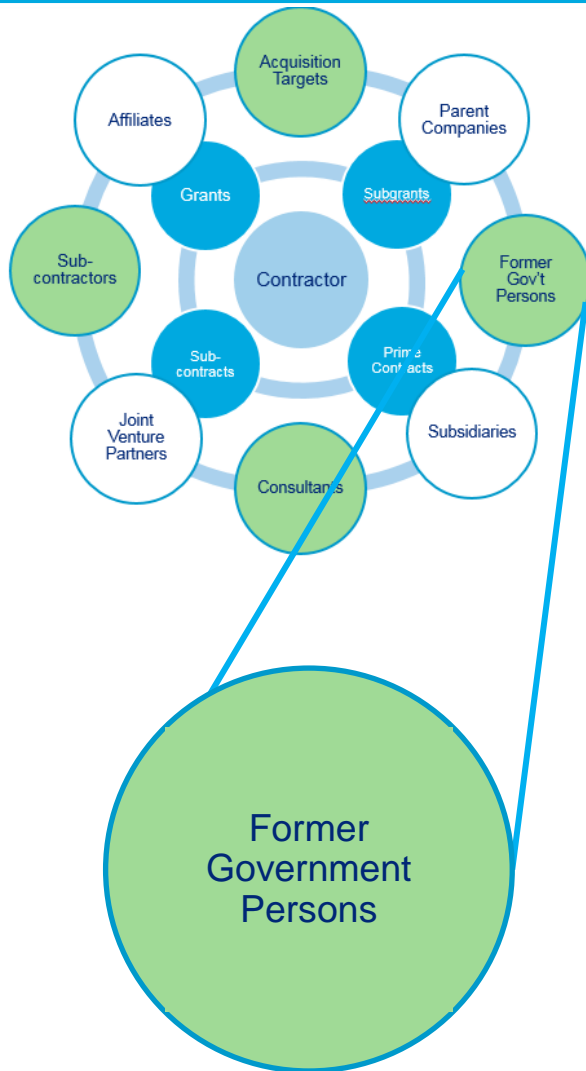 Acquisition
Targets
Affiliates
Parent
Companies
Grants
Subgrants
Sub-
contractors
Contractor
Former
Gov't
Persons
Sub-
contracts
Prime
Contracts
Joint
Venture
Partners
Subsidiaries
Consultants
Former
Government
Persons